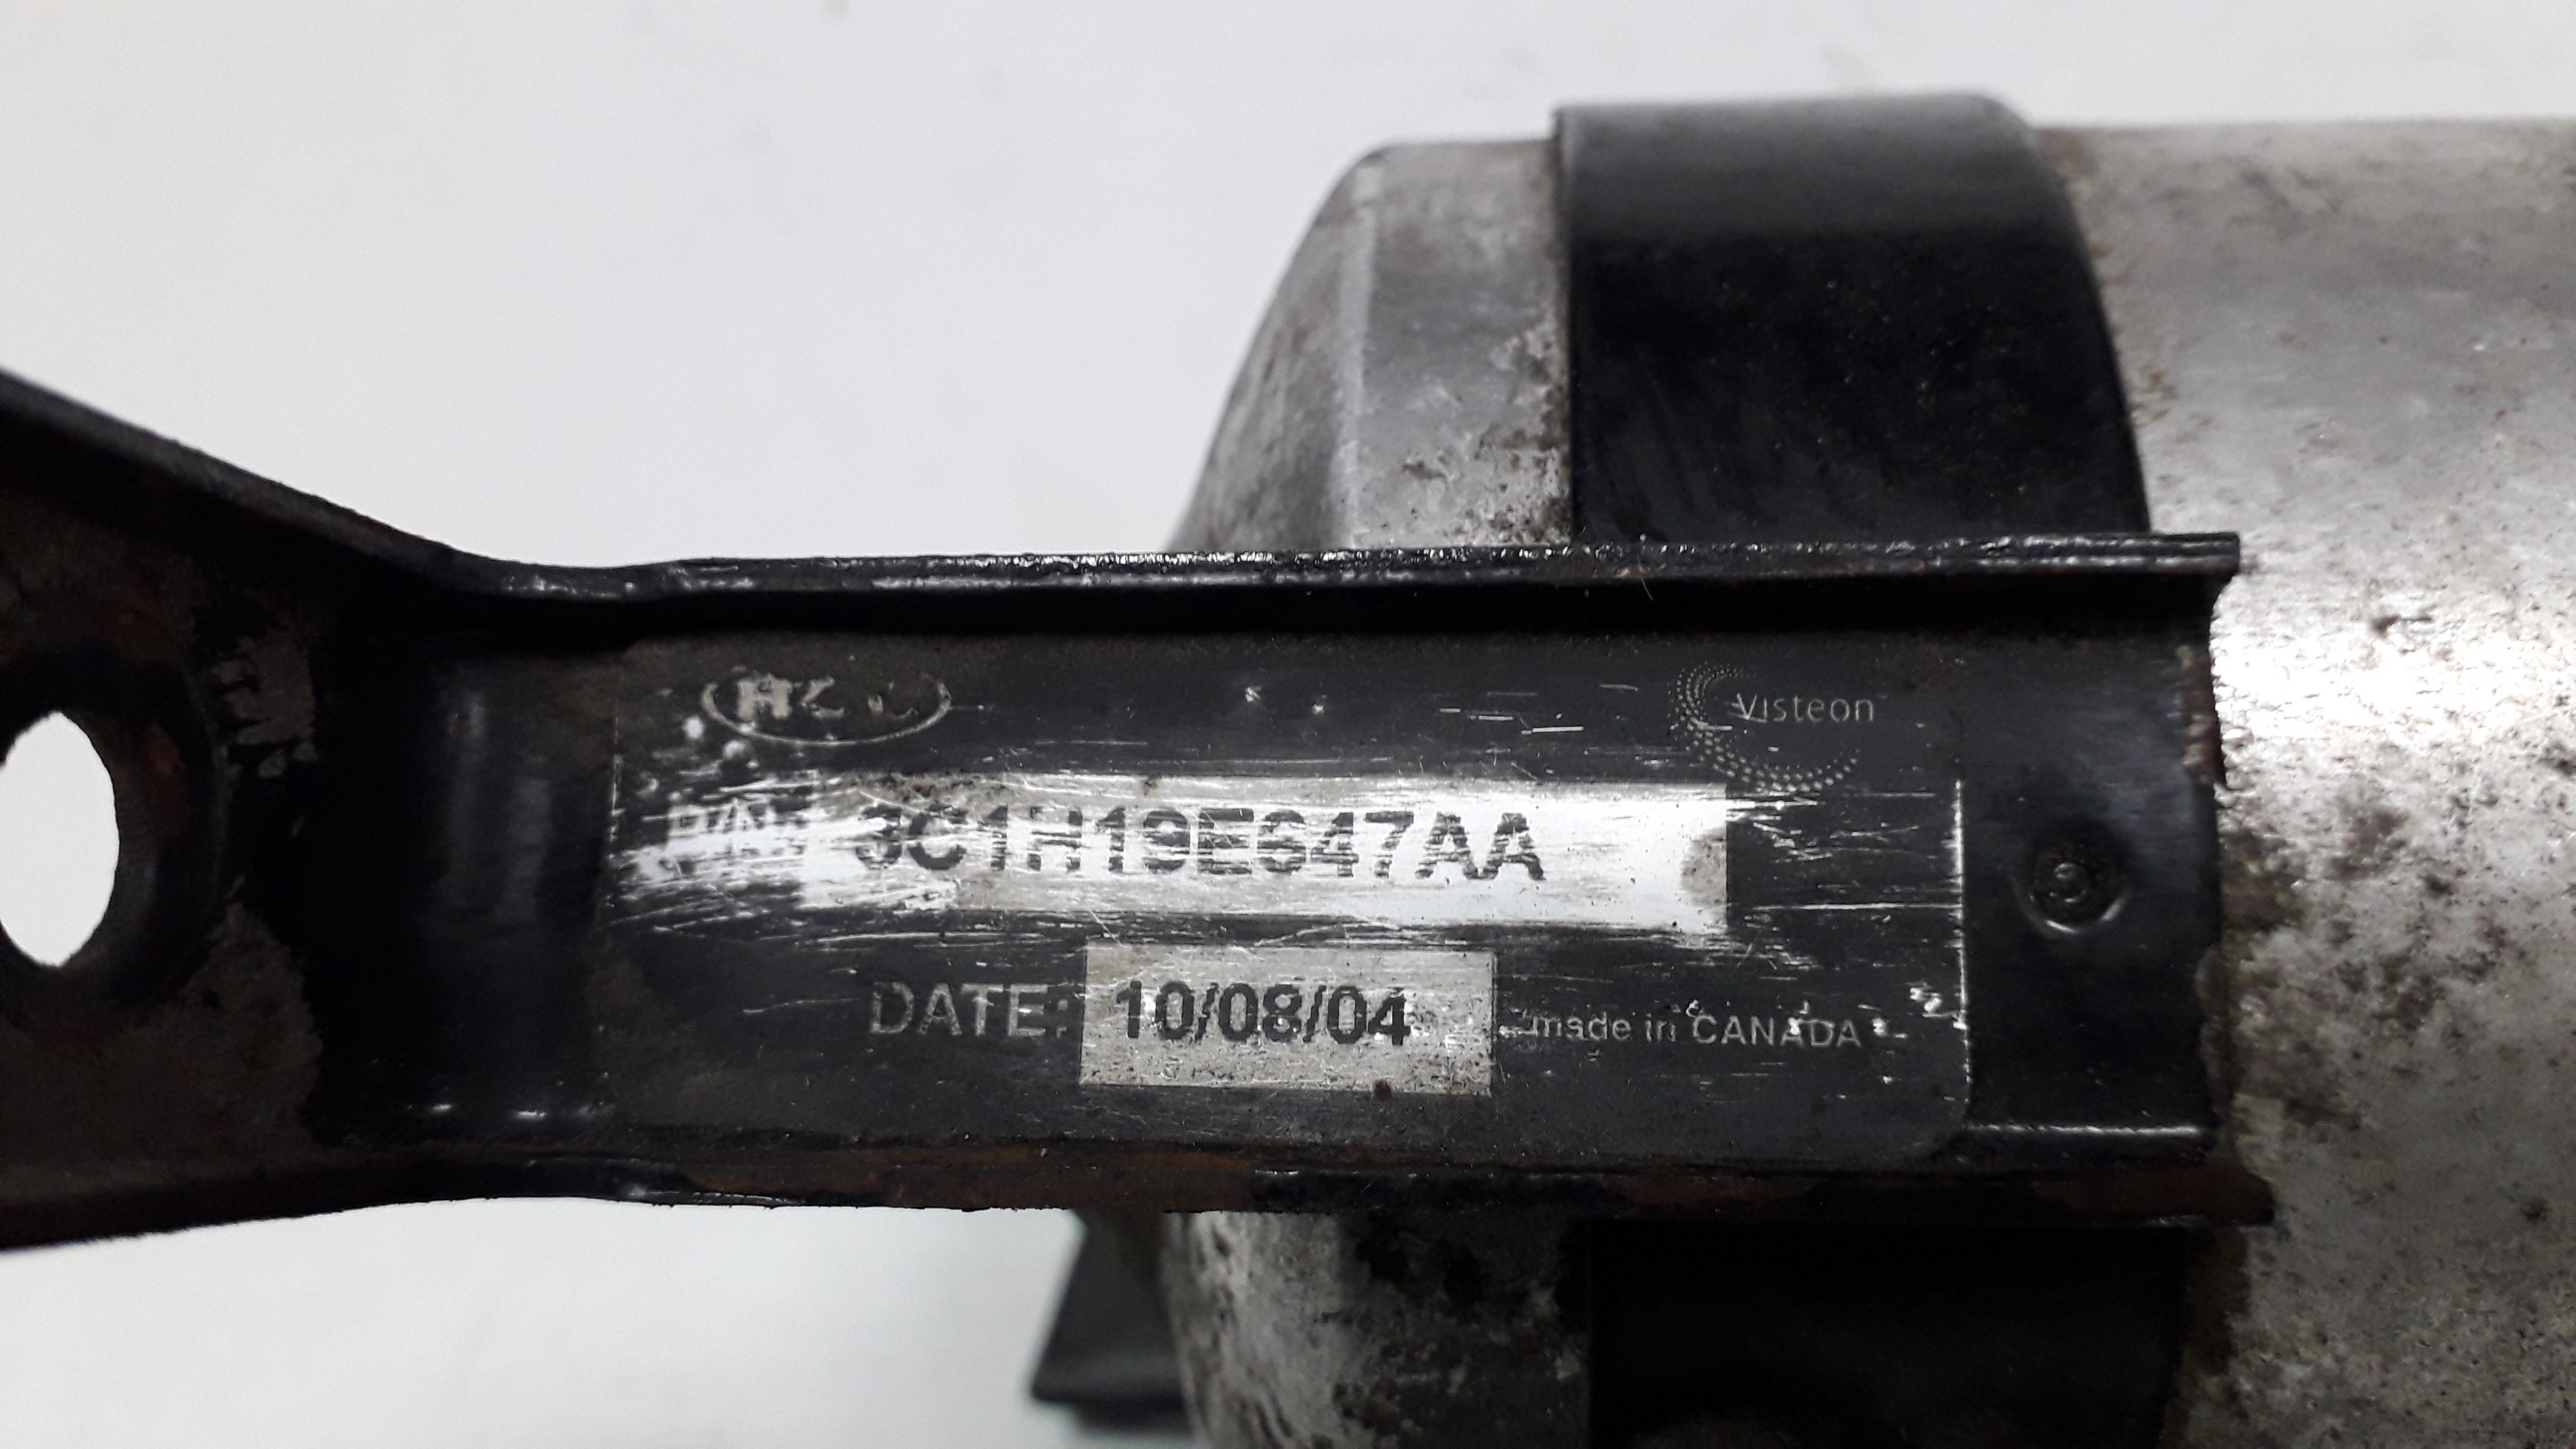 Visteon
P/N: 3C1H19E647AA
DATE: 10/08/04
made in CANADA